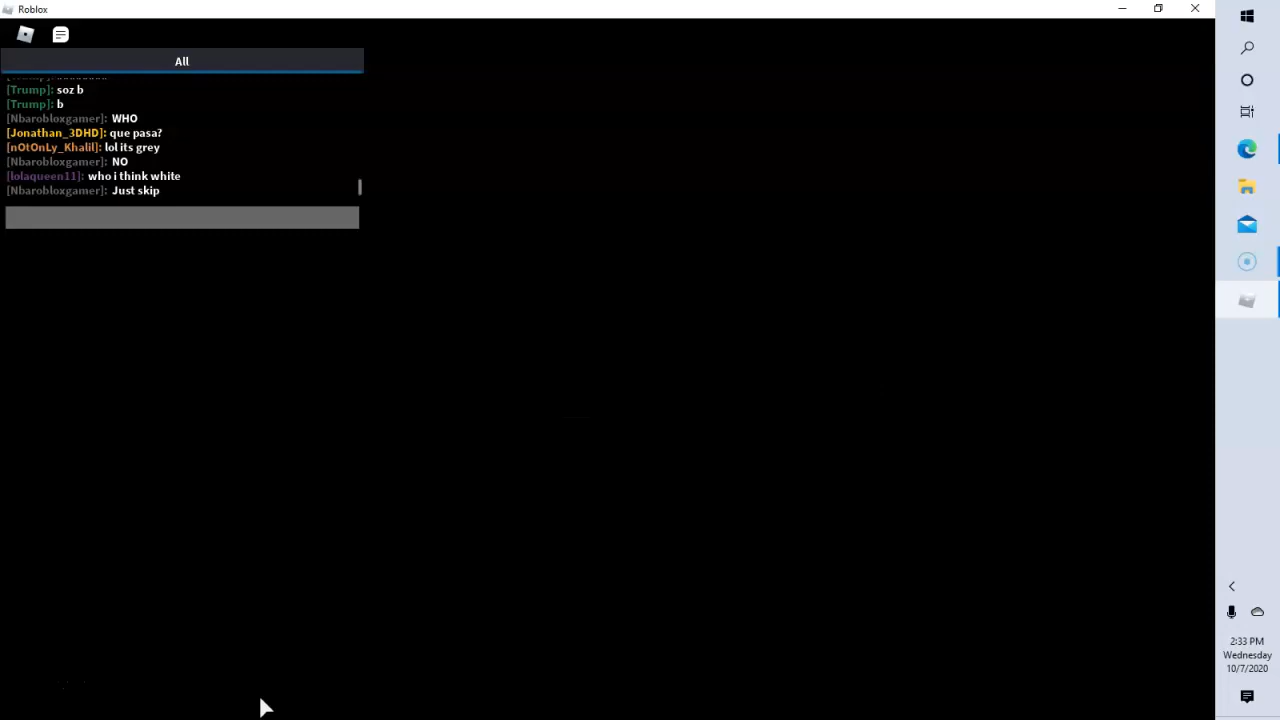 Roblox
All
[Trump]: soz b
[Trump]: b
[Nbarobloxgamer]: WHO
[Jonathan_3DHD]: que pasa?
[nOtOnLy_Khalil]: lol its grey
[Nbarobloxgamer]: NO
[lolaqueen11]: who i think white
[Nbarobloxgamer]: Just skip
2:33 PM
Wednesday
10/7/2020